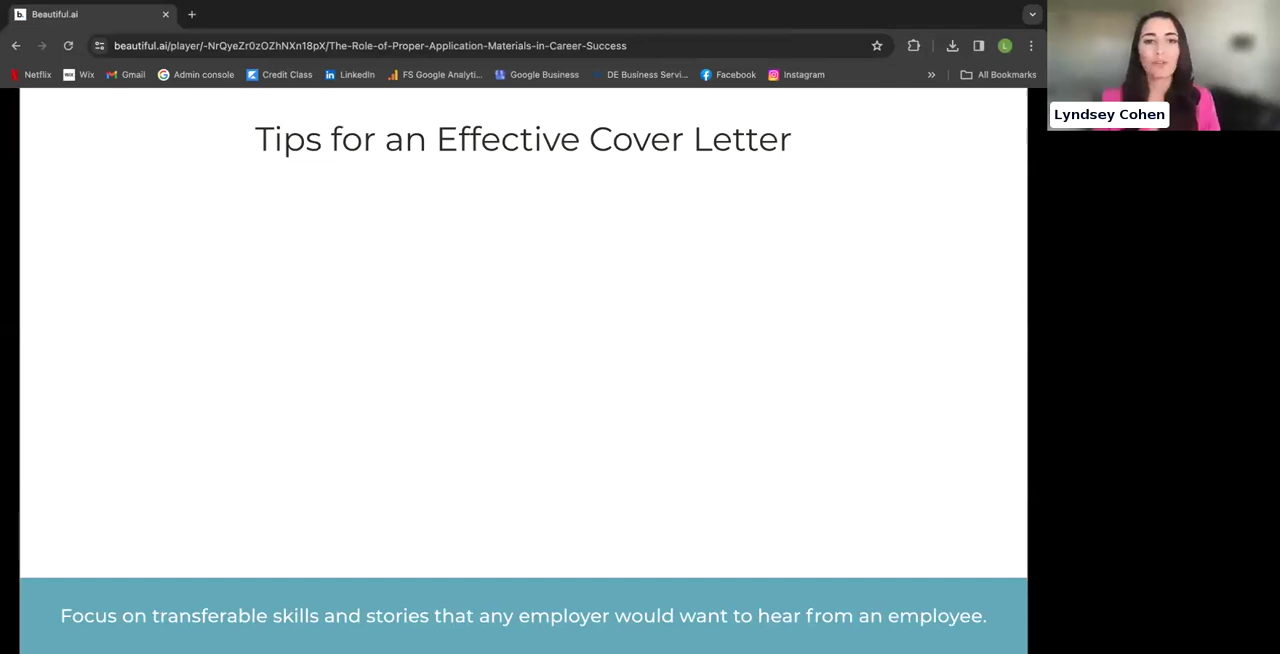 b. Beautiful.ai
beautiful.ai/player/-NrQyeZr0zOZhNXn18pX/The-Role-of-Proper-Application-Materials-in-Career-Success
L
Netflix WIX Wix Gmail Admin console Credit Class LinkedIn FS Google Analyti... Google Business DE Business Servi... Facebook Instagram » All Bookmarks
Lyndsey Cohen
Tips for an Effective Cover Letter
Focus on transferable skills and stories that any employer would want to hear from an employee.